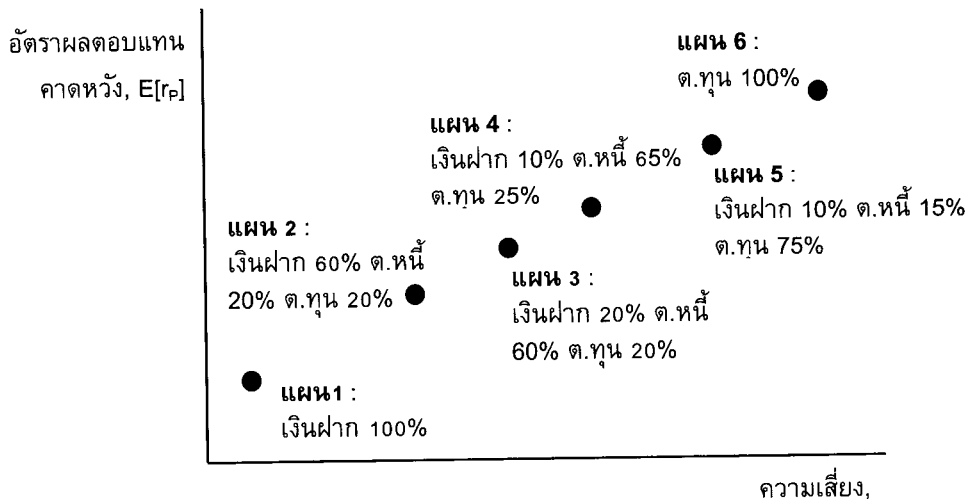 อัตราผลตอบแทน
คาดหวัง, E[rₚ]
แผน 6 :
ต.ทุน 100%
แผน 4 :
เงินฝาก 10% ต.หนี้ 65%
ต.ทุน 25%
แผน 5 :
เงินฝาก 10% ต.หนี้ 15%
ต.ทุน 75%
แผน 2 :
เงินฝาก 60% ต.หนี้
20% ต.ทุน 20%
แผน 3 :
เงินฝาก 20% ต.หนี้
60% ต.ทุน 20%
แผน1 :
เงินฝาก 100%
ความเสี่ยง,